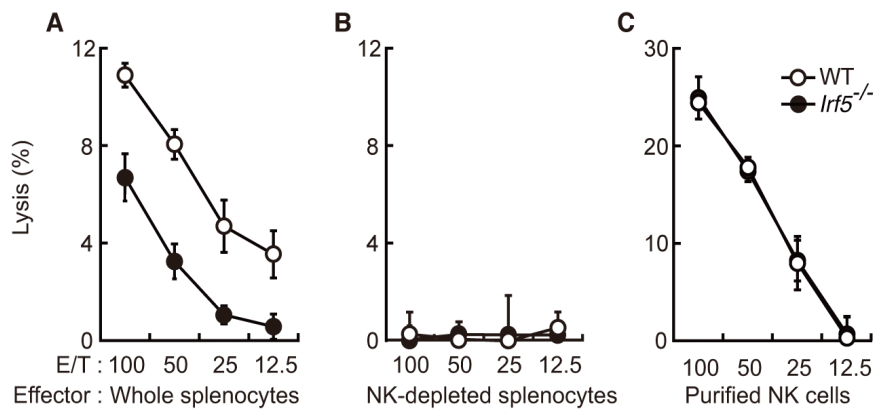 A
B
C
12
8
4
0
12
8
4
0
30
20
10
0
Lysis (%)
WT
Irf5-/-
E/T : 100 50 25 12.5
100 50 25 12.5
100 50 25 12.5
Effector : Whole splenocytes
NK-depleted splenocytes
Purified NK cells